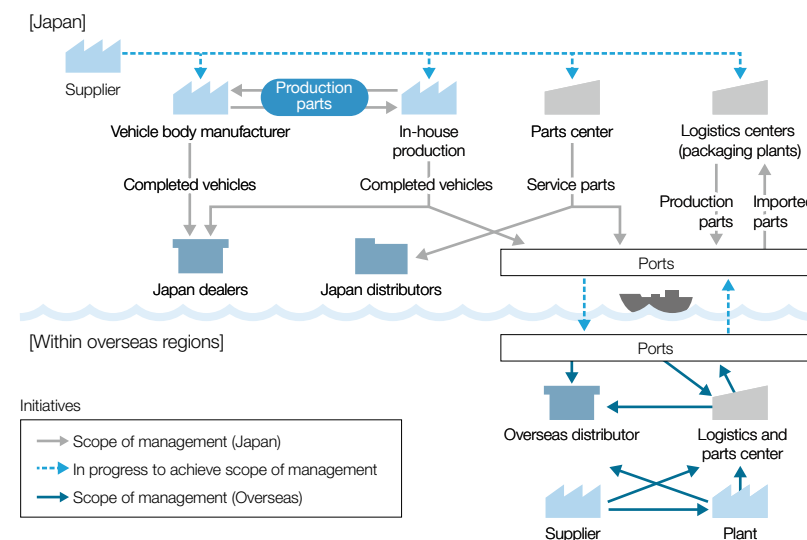 [Japan]
Supplier
Production
parts
Vehicle body manufacturer
In-house
production
Parts center
Logistics centers
(packaging plants)
Completed vehicles
Completed vehicles
Service parts
Production
parts
Imported
parts
Japan dealers
Japan distributors
Ports
[Within overseas regions]
Ports
Initiatives
Scope of management (Japan)
In progress to achieve scope of management
Scope of management (Overseas)
Overseas distributor
Logistics and
parts center
Supplier
Plant